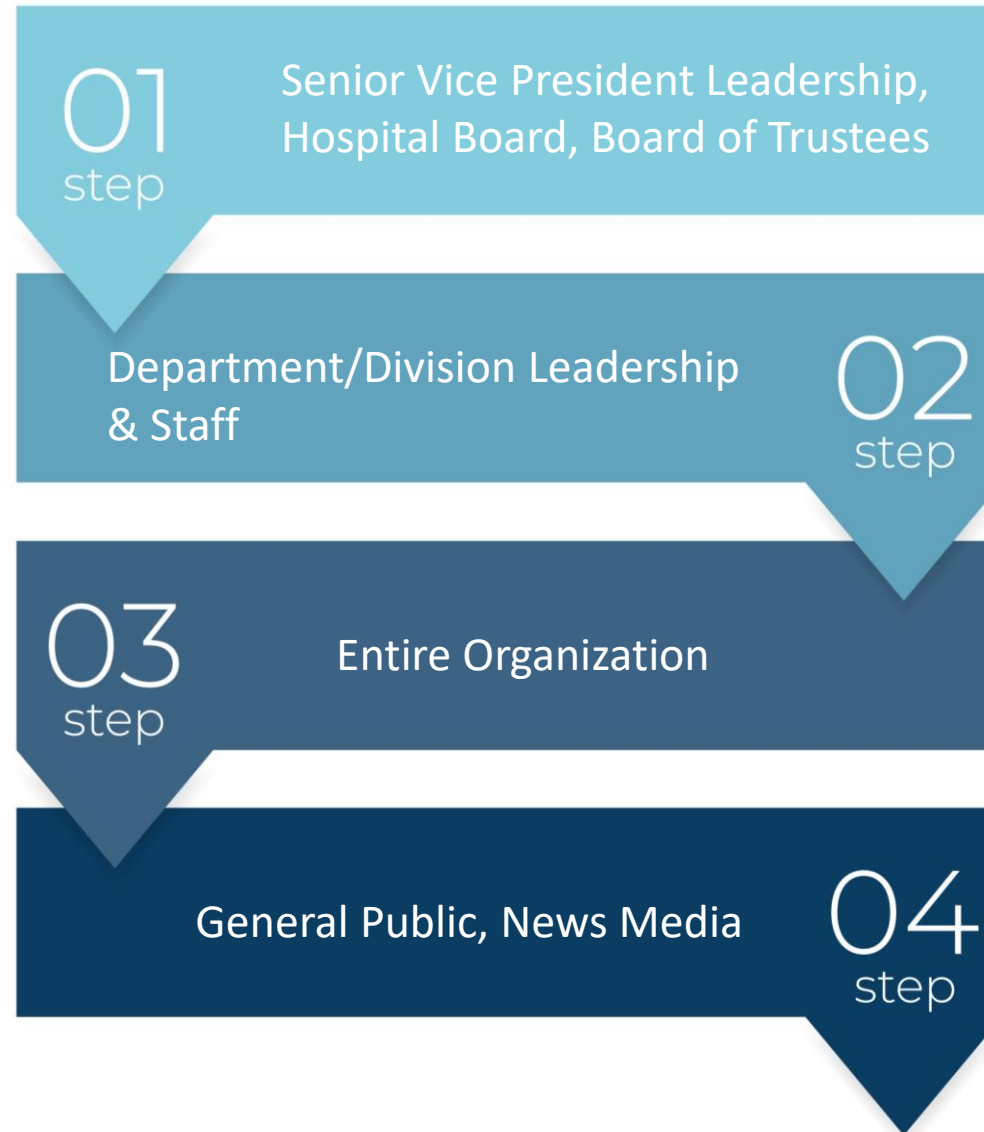 01
step
Senior Vice President Leadership,
Hospital Board, Board of Trustees
Department/Division Leadership
& Staff
02
step
03
step
Entire Organization
General Public, News Media
04
step